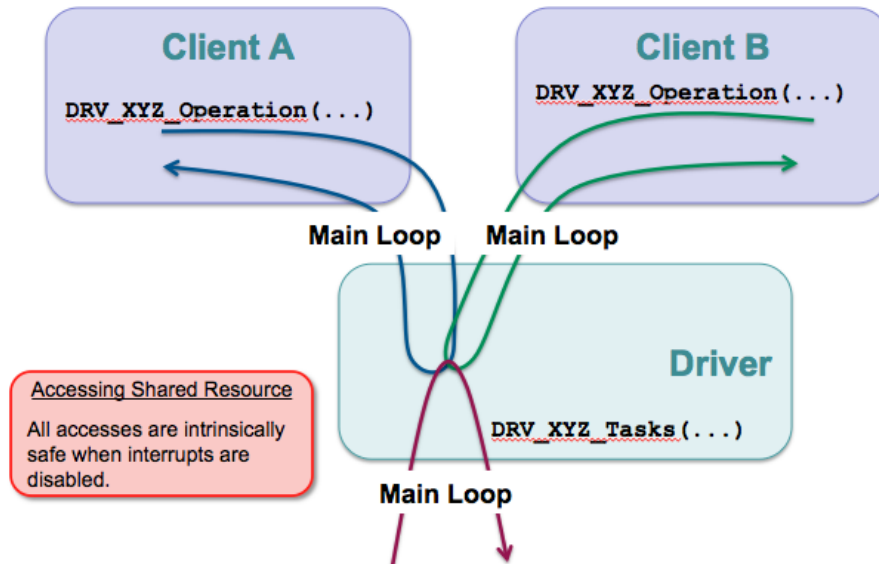 Client A
DRV_XYZ_Operation(...)
Client B
DRV_XYZ_Operation(...)
Main Loop
Main Loop
Driver
DRV_XYZ_Tasks(...)
Accessing Shared Resource
All accesses are intrinsically
safe when interrupts are
disabled.
Main Loop